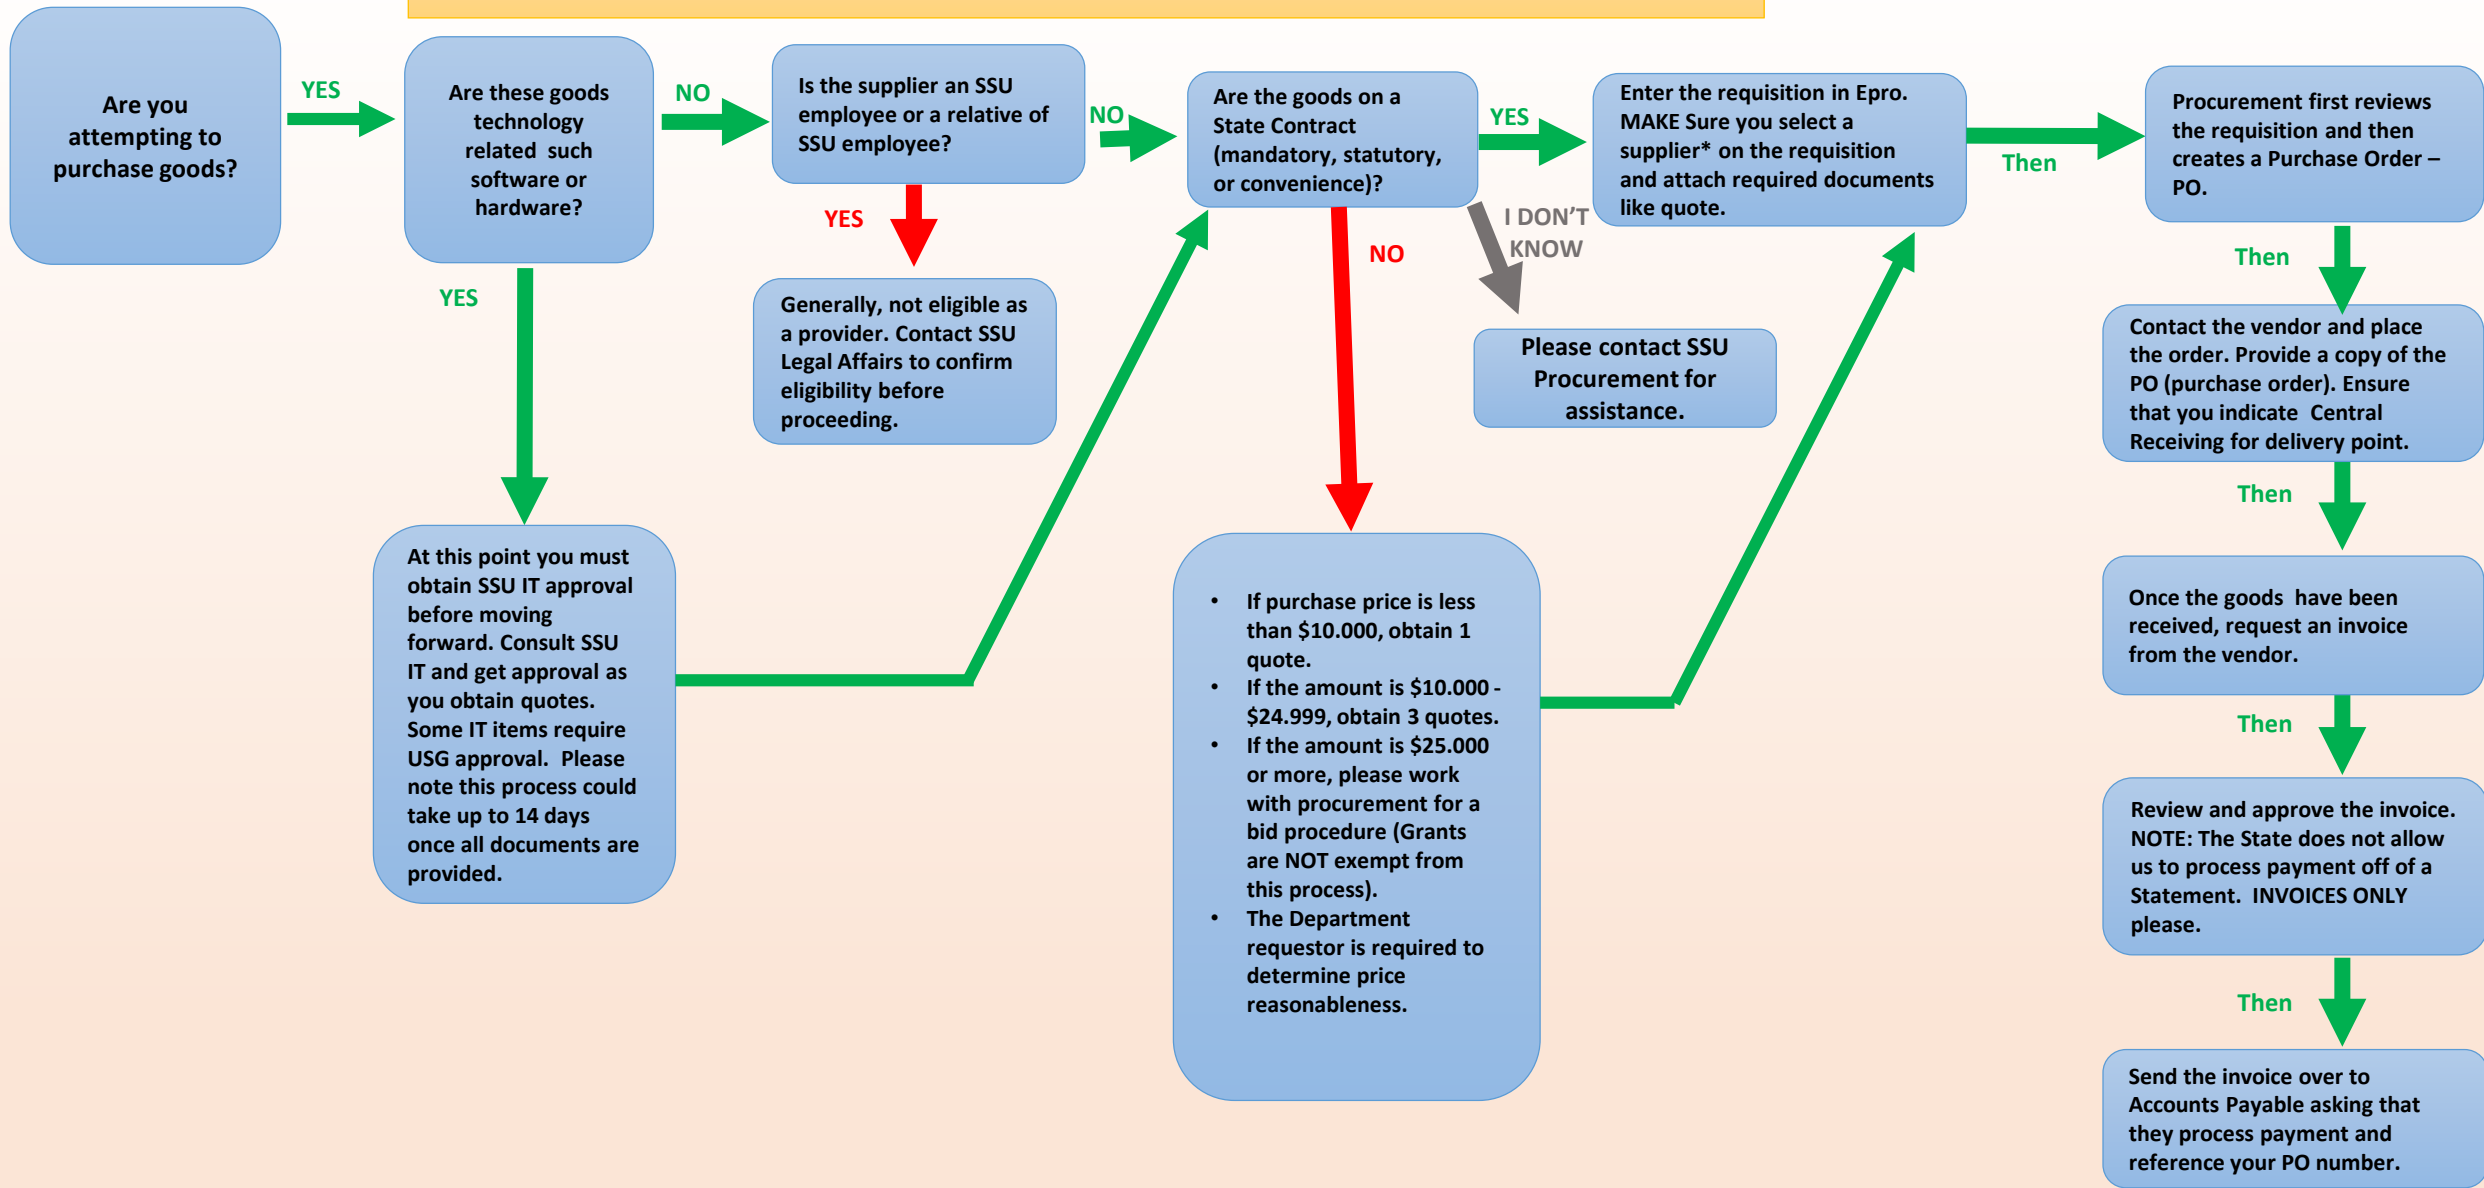 Are you
attempting to
purchase goods?
YES
Are these goods
technology
related  such
software or
hardware?
NO
Is the supplier an SSU
employee or a relative of
SSU employee?
NO
Are the goods on a
State Contract
(mandatory, statutory,
or convenience)?
YES
Enter the requisition in Epro.
MAKE Sure you select a
supplier* on the requisition
and attach required documents
like quote.
Then
Procurement first reviews
the requisition and then
creates a Purchase Order –
PO.
YES
At this point you must
obtain SSU IT approval
before moving
forward. Consult SSU
IT and get approval as
you obtain quotes.
Some IT items require
USG approval.  Please
note this process could
take up to 14 days
once all documents are
provided.
YES
Generally, not eligible as
a provider. Contact SSU
Legal Affairs to confirm
eligibility before
proceeding.
NO
I DON'T
KNOW
Please contact SSU
Procurement for
assistance.
• If purchase price is less
than $10.000, obtain 1
quote.
• If the amount is $10.000 -
$24.999, obtain 3 quotes.
• If the amount is $25.000
or more, please work
with procurement for a
bid procedure (Grants
are NOT exempt from
this process).
• The Department
requestor is required to
determine price
reasonableness.
Then
Contact the vendor and place
the order. Provide a copy of the
PO (purchase order). Ensure
that you indicate  Central
Receiving for delivery point.
Then
Once the goods  have been
received, request an invoice
from the vendor.
Then
Review and approve the invoice.
NOTE: The State does not allow
us to process payment off of a
Statement.  INVOICES ONLY
please.
Then
Send the invoice over to
Accounts Payable asking that
they process payment and
reference your PO number.